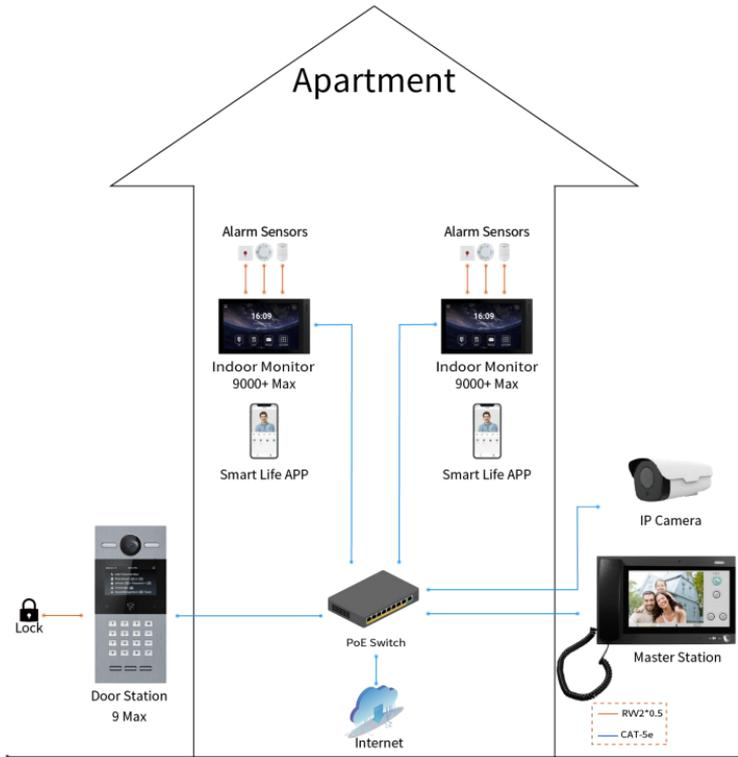 Apartment
Alarm Sensors
Alarm Sensors
16:09
16:09
Indoor Monitor
9000+ Max
Indoor Monitor
9000+ Max
Smart Life APP
Smart Life APP
IP Camera
Lock
PoE Switch
Master Station
Door Station
9 Max
Internet
RVV2*0.5
CAT-5e